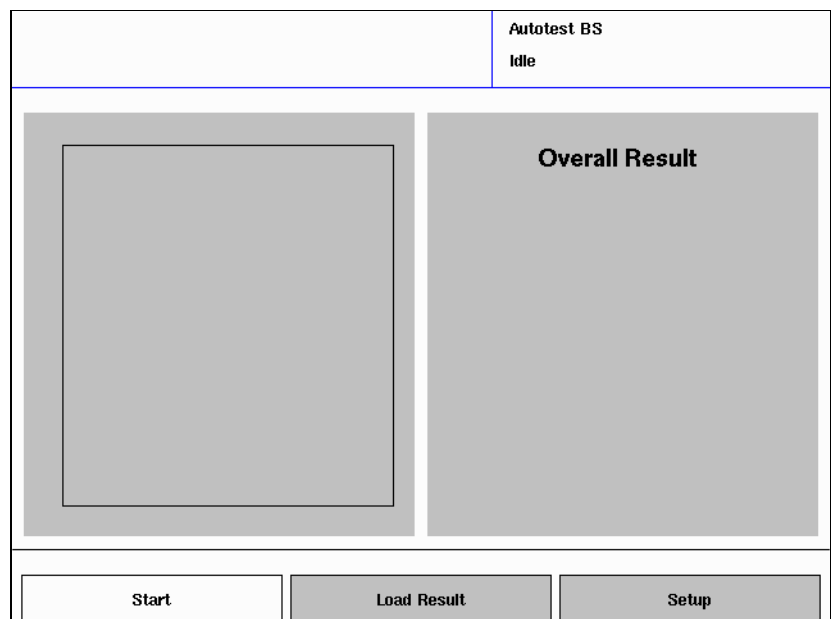 Autotest BS
Idle
Overall Result
Start
Load Result
Setup